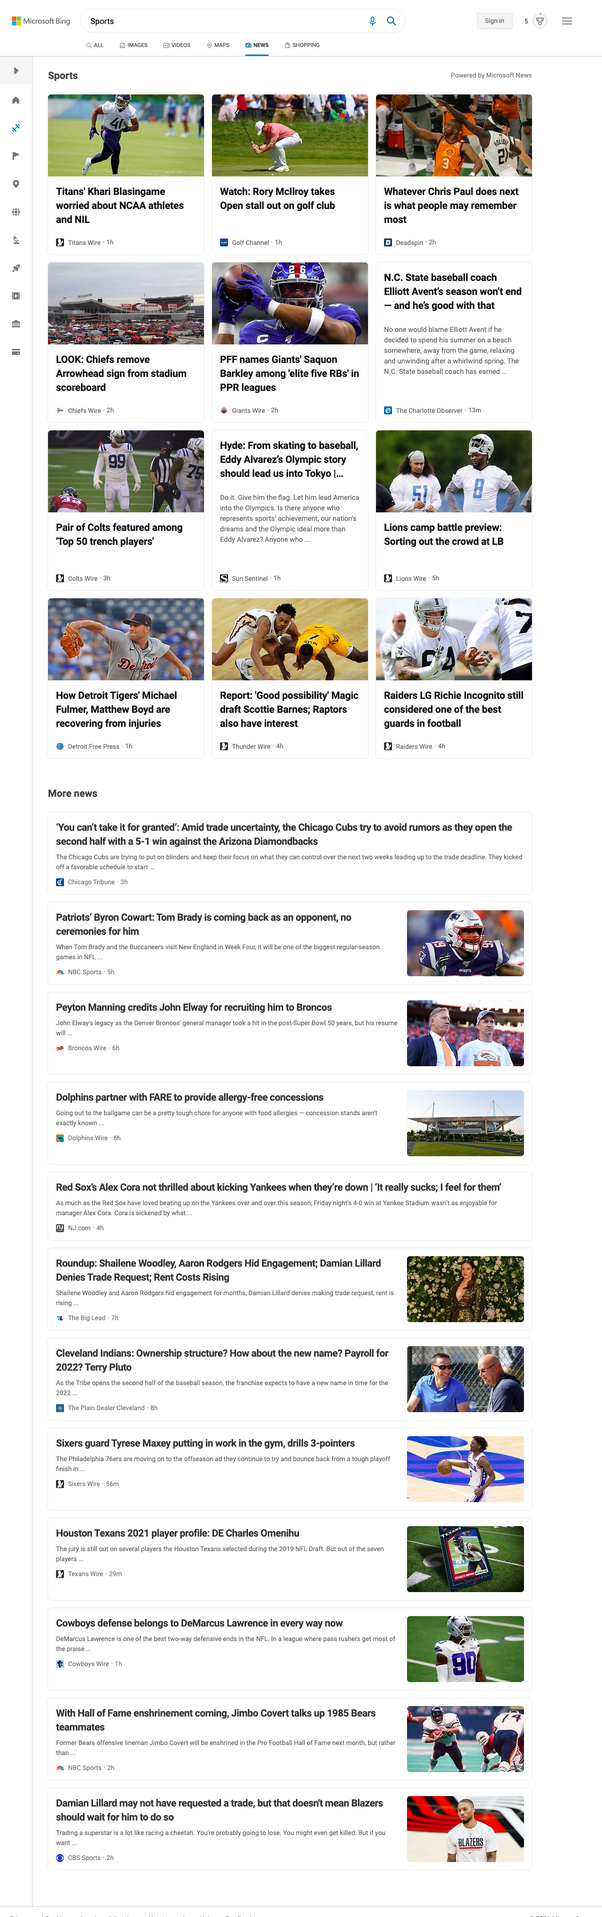 Microsoft Bing
Sports
Sign in
5
ALL
IMAGES
VIDEOS
MAPS
NEWS
SHOPPING
Sports
Powered by Microsoft News
Titans' Khari Blasingame
worried about NCAA athletes
and NIL
Titans Wire · 1h
Watch: Rory McIlroy takes
Open stall out on golf club
Golf Channel · 1h
Whatever Chris Paul does next
is what people may remember
most
Deadspin · 2h
LOOK: Chiefs remove
Arrowhead sign from stadium
scoreboard
Chiefs Wire · 2h
PFF names Giants' Saquon
Barkley among 'elite five RBs' in
PPR leagues
Giants Wire · 2h
N.C. State baseball coach
Elliott Avent's season won't end
— and he's good with that
No one would blame Elliott Avent if he
decided to spend his summer on a beach
somewhere, away from the game, relaxing
and unwinding after a whirlwind spring. The
N.C. State baseball coach has earned ...
The Charlotte Observer · 13m
Pair of Colts featured among
'Top 50 trench players'
Colts Wire · 3h
Hyde: From skating to baseball,
Eddy Alvarez's Olympic story
should lead us into Tokyo |...
Do it. Give him the flag. Let him lead America
into the Olympics. Is there anyone who
represents sports' achievement, our nation's
dreams and the Olympic ideal more than
Eddy Alvarez? Anyone who ...
Sun Sentinel · 1h
Lions camp battle preview:
Sorting out the crowd at LB
Lions Wire · 5h
How Detroit Tigers' Michael
Fulmer, Matthew Boyd are
recovering from injuries
Detroit Free Press · 1h
Report: 'Good possibility' Magic
draft Scottie Barnes; Raptors
also have interest
Thunder Wire · 4h
Raiders LG Richie Incognito still
considered one of the best
guards in football
Raiders Wire · 4h
More news
'You can't take it for granted': Amid trade uncertainty, the Chicago Cubs try to avoid rumors as they open the
second half with a 5-1 win against the Arizona Diamondbacks
The Chicago Cubs are trying to put on blinders and keep their focus on what they can control over the next two weeks leading up to the trade deadline. They kicked
off a favorable schedule to start ...
Chicago Tribune · 3h
Patriots' Byron Cowart: Tom Brady is coming back as an opponent, no
ceremonies for him
When Tom Brady and the Buccaneers visit New England in Week Four, it will be one of the biggest regular-season
games in NFL ...
NBC Sports · 5h
Peyton Manning credits John Elway for recruiting him to Broncos
John Elway's legacy as the Denver Broncos' general manager took a hit in the post-Super Bowl 50 years, but his resume
will ...
Broncos Wire · 6h
Dolphins partner with FARE to provide allergy-free concessions
Going out to the ballgame can be a pretty tough chore for anyone with food allergies — concession stands aren't
exactly known ...
Dolphins Wire · 6h
Red Sox's Alex Cora not thrilled about kicking Yankees when they're down | 'It really sucks; I feel for them'
As much as the Red Sox have loved beating up on the Yankees over and over this season, Friday night's 4-0 win at Yankee Stadium wasn't as enjoyable for
manager Alex Cora. Cora is sickened by what ...
NJ.com · 4h
Roundup: Shailene Woodley, Aaron Rodgers Hid Engagement; Damian Lillard
Denies Trade Request; Rent Costs Rising
Shailene Woodley and Aaron Rodgers hid engagement for months, Damian Lillard denies making trade request, rent is
rising ...
The Big Lead · 7h
Cleveland Indians: Ownership structure? How about the new name? Payroll for
2022? Terry Pluto
As the Tribe opens the second half of the baseball season, the franchise expects to have a new name in time for the
2022 ...
The Plain Dealer Cleveland · 8h
Sixers guard Tyrese Maxey putting in work in the gym, drills 3-pointers
The Philadelphia 76ers are moving on to the offseason ad they continue to try and bounce back from a tough playoff
finish in ...
Sixers Wire · 56m
Houston Texans 2021 player profile: DE Charles Omenihu
The jury is still out on several players the Houston Texans selected during the 2019 NFL Draft. But out of the seven
players ...
Texans Wire · 29m
Cowboys defense belongs to DeMarcus Lawrence in every way now
DeMarcus Lawrence is one of the best two-way defensive ends in the NFL. In a league where pass rushers get most of
the praise ...
Cowboys Wire · 1h
With Hall of Fame enshrinement coming, Jimbo Covert talks up 1985 Bears
teammates
Former Bears offensive lineman Jimbo Covert will be enshrined in the Pro Football Hall of Fame next month, but rather
than ...
NBC Sports · 2h
Damian Lillard may not have requested a trade, but that doesn't mean Blazers
should wait for him to do so
Trading a superstar is a lot like racing a cheetah. You're probably going to lose. You might even get killed. But if you
want ...
BLAZERS
CBS Sports · 2h